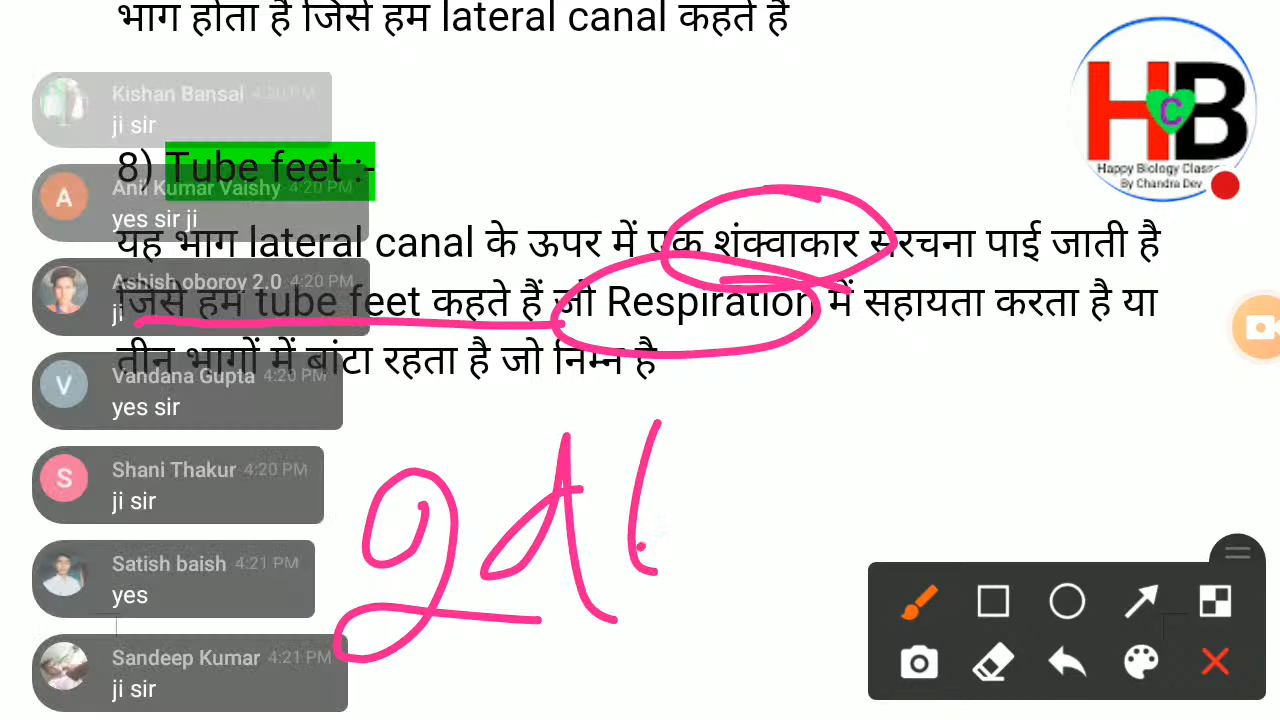 भाग होता है जिसे हम lateral canal कहते है
Kishan Bansal 4:20 PM
ji sir
8) Tube feet :-
Anil Kumar Vaishy 4:20 PM
yes sir ji
यह भाग lateral canal के ऊपर में एक शंक्वाकार सरचना पाई जाती है
Ashish oboroy 2.0 4:20 PM
ji
जिसे हम tube feet कहते हैं जो Respiration में सहायता करता है या
तीन भागों में बांटा रहता है जो निम्न है
Vandana Gupta 4:20 PM
yes sir
Shani Thakur 4:20 PM
ji sir
Satish baish 4:21 PM
yes
Sandeep Kumar 4:21 PM
ji sir
HCB
Happy Biology Classe
By Chandra Dev
A
V
S